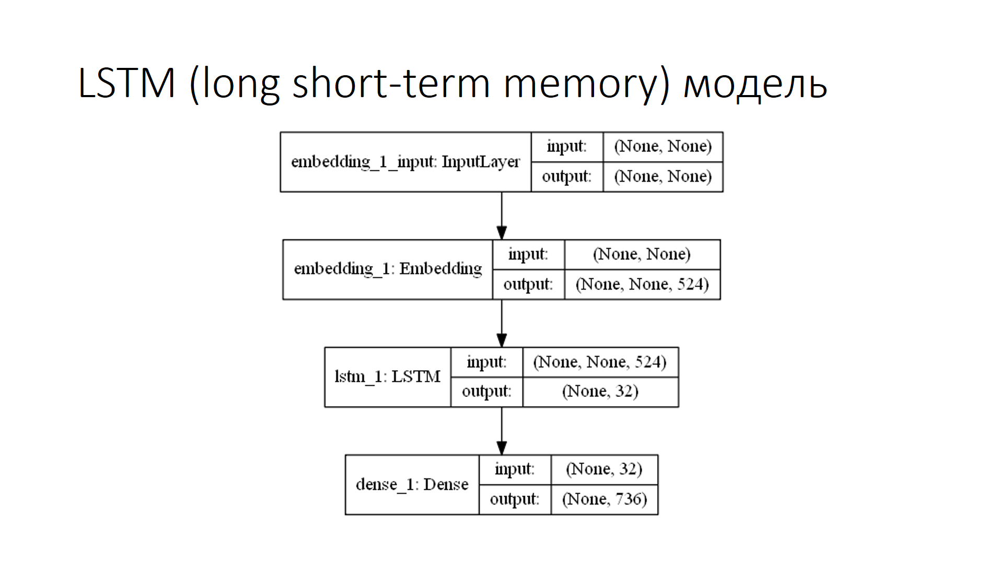 LSTM (long short-term memory) модель
embedding_1_input: InputLayer
input:
(None, None)
output:
(None, None)
embedding_1: Embedding
input:
(None, None)
output:
(None, None, 524)
lstm_1: LSTM
input:
(None, None, 524)
output:
(None, 32)
dense_1: Dense
input:
(None, 32)
output:
(None, 736)